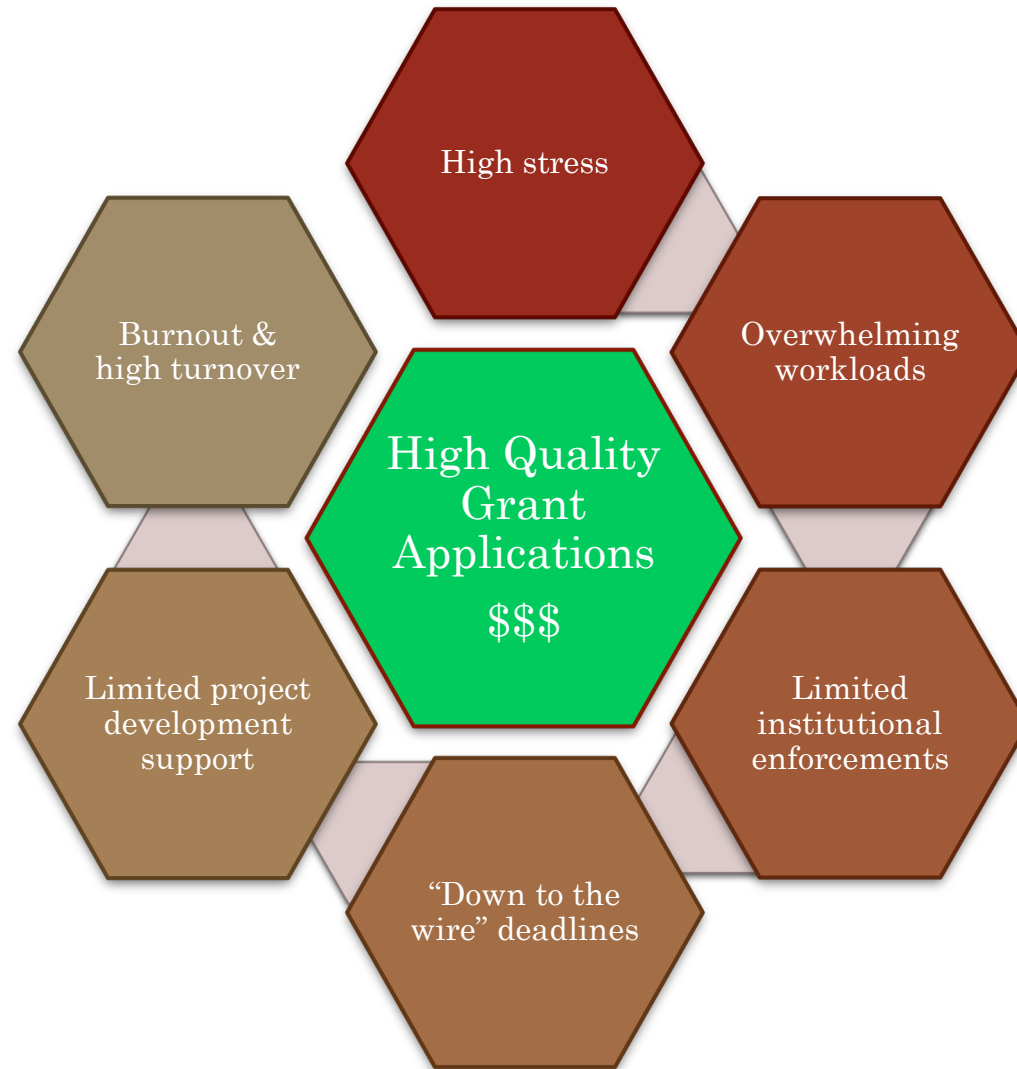 High stress
Overwhelming
workloads
Limited
institutional
enforcements
“Down to the
wire” deadlines
Limited project
development
support
Burnout &
high turnover
High Quality
Grant
Applications
$$$